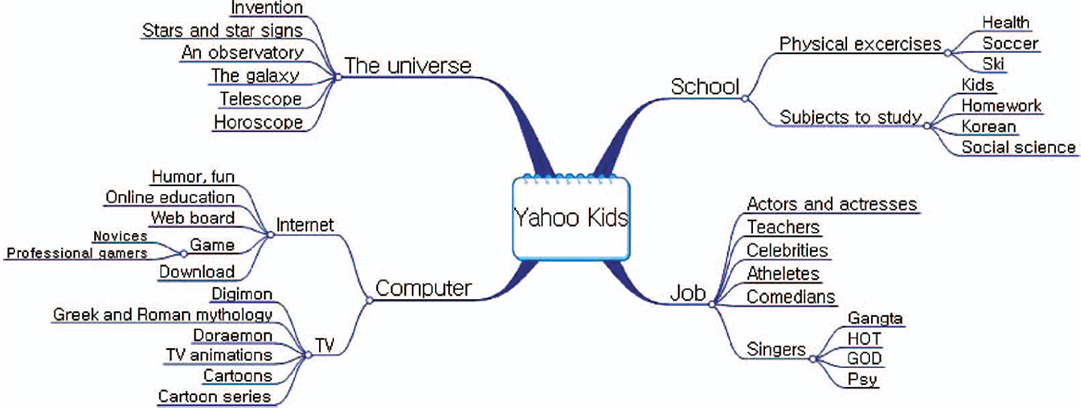 Yahoo Kids
The universe
Invention
Stars and star signs
An observatory
The galaxy
Telescope
Horoscope
School
Physical excercises
Health
Soccer
Ski
Subjects to study
Kids
Homework
Korean
Social science
Computer
Internet
Humor, fun
Online education
Web board
Game
Novices
Professional gamers
Download
TV
Digimon
Greek and Roman mythology
Doraemon
TV animations
Cartoons
Cartoon series
Job
Actors and actresses
Teachers
Celebrities
Atheletes
Comedians
Singers
Gangta
HOT
GOD
Psy